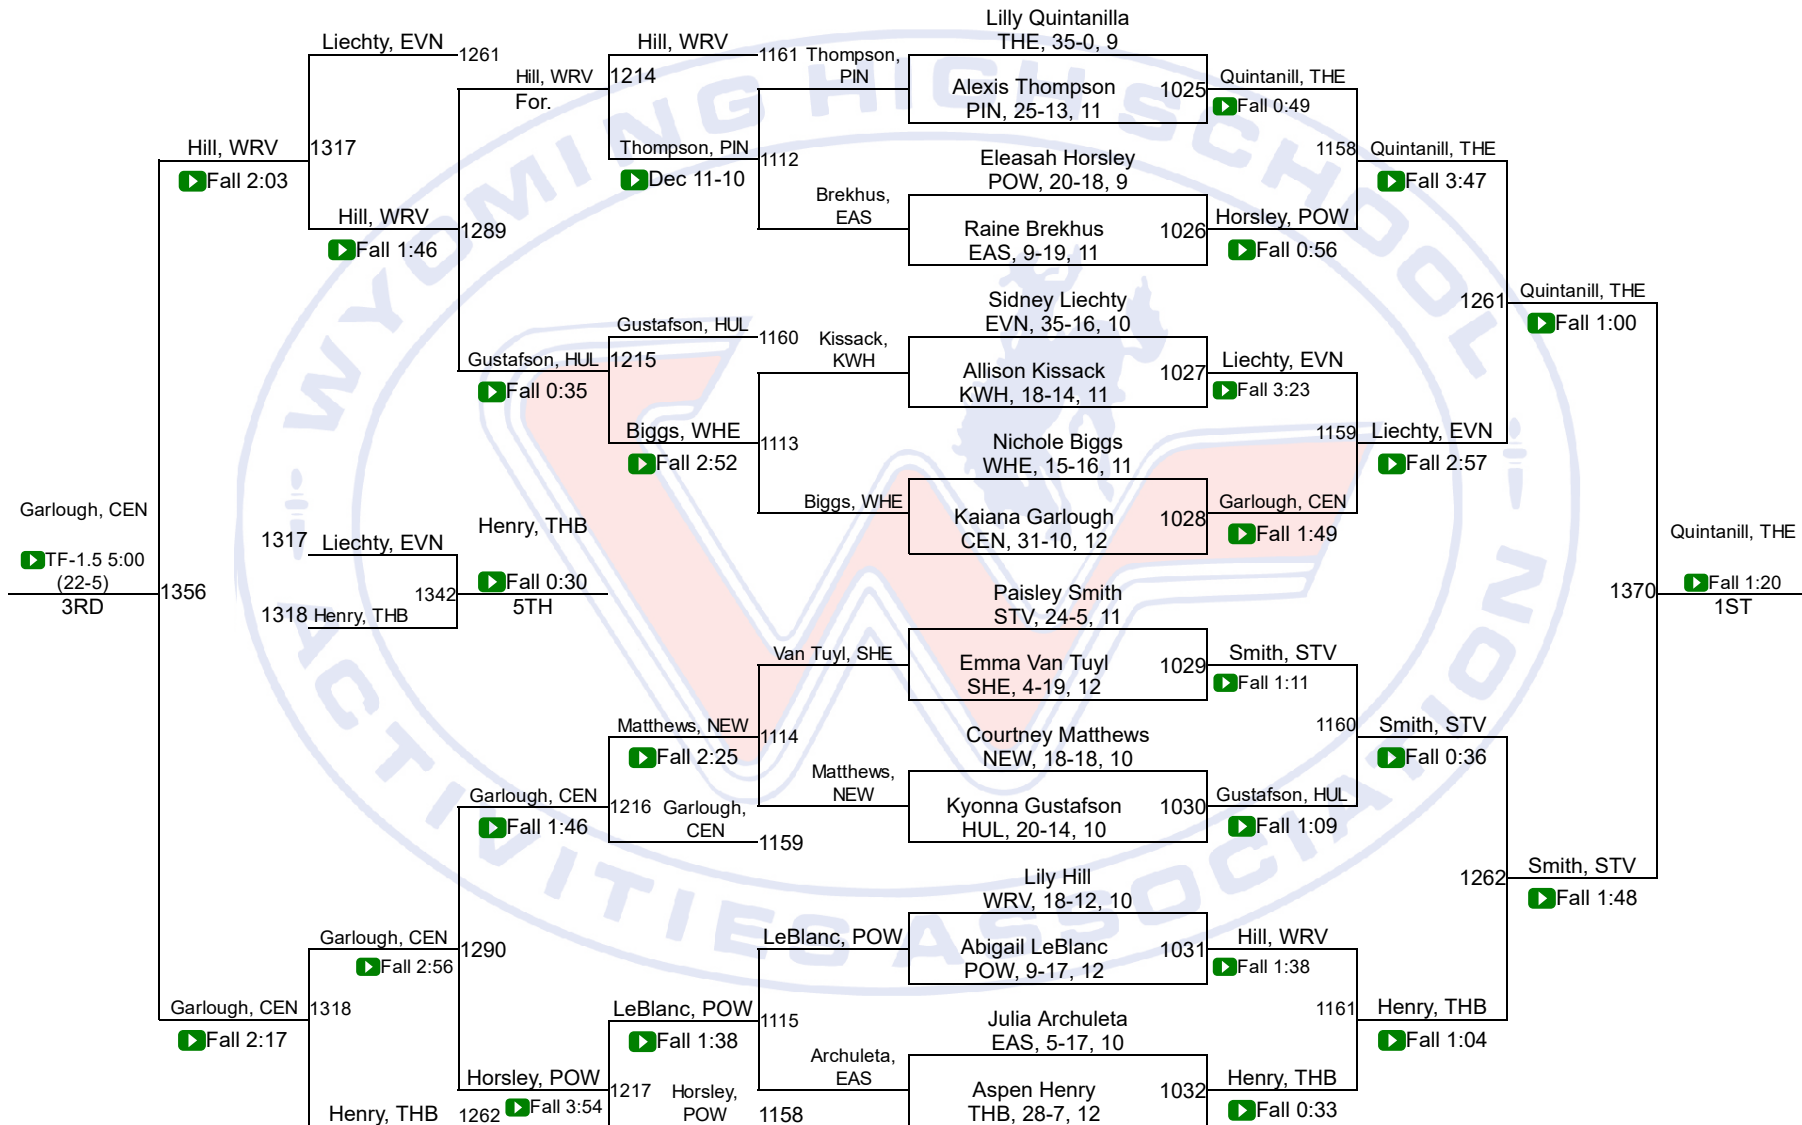 Lilly Quintanilla
THE, 35-0, 9
Liechty, EVN
1261
Hill, WRV
1161
Thompson,
PIN
Hill, WRV
1214
For.
Alexis Thompson
PIN, 25-13, 11
1025
Quintanill, THE
Fall 0:49
Hill, WRV
1317
Fall 2:03
Thompson, PIN
1112
Dec 11-10
Eleasah Horsley
POW, 20-18, 9
1158
Quintanill, THE
Fall 3:47
Brekhus,
EAS
Hill, WRV
1289
Fall 1:46
Raine Brekhus
EAS, 9-19, 11
1026
Horsley, POW
Fall 0:56
Sidney Liechty
EVN, 35-16, 10
1261
Quintanill, THE
Fall 1:00
Gustafson, HUL
1160
Kissack,
KWH
Gustafson, HUL
1215
Fall 0:35
Allison Kissack
KWH, 18-14, 11
1027
Liechty, EVN
Fall 3:23
Biggs, WHE
1113
Fall 2:52
Nichole Biggs
WHE, 15-16, 11
1159
Liechty, EVN
Fall 2:57
Biggs, WHE
Kaiana Garlough
CEN, 31-10, 12
1028
Garlough, CEN
Fall 1:49
Garlough, CEN
TF-1.5 5:00
(22-5)
3RD
1356
1317
Liechty, EVN
1318
Henry, THB
1342
Henry, THB
Fall 0:30
5TH
Quintanill, THE
1370
Fall 1:20
1ST
Paisley Smith
STV, 24-5, 11
Van Tuyl, SHE
Emma Van Tuyl
SHE, 4-19, 12
1029
Smith, STV
Fall 1:11
Matthews, NEW
1114
Fall 2:25
Courtney Matthews
NEW, 18-18, 10
1160
Smith, STV
Fall 0:36
Matthews,
NEW
Garlough, CEN
1216
Fall 1:46
Garlough,
CEN
1159
Kyonna Gustafson
HUL, 20-14, 10
1030
Gustafson, HUL
Fall 1:09
Lily Hill
WRV, 18-12, 10
1262
Smith, STV
Fall 1:48
Garlough, CEN
1290
Fall 2:56
LeBlanc, POW
Abigail LeBlanc
POW, 9-17, 12
1031
Hill, WRV
Fall 1:38
Garlough, CEN
1318
Fall 2:17
LeBlanc, POW
1115
Fall 1:38
Julia Archuleta
EAS, 5-17, 10
1161
Henry, THB
Fall 1:04
Archuleta,
EAS
Horsley, POW
1217
Fall 3:54
Horsley,
POW
1158
Aspen Henry
THB, 28-7, 12
1032
Henry, THB
Fall 0:33
Henry, THB
1262
WYOMING HIGH SCHOOL
ACTIVITIES ASSOCIATION